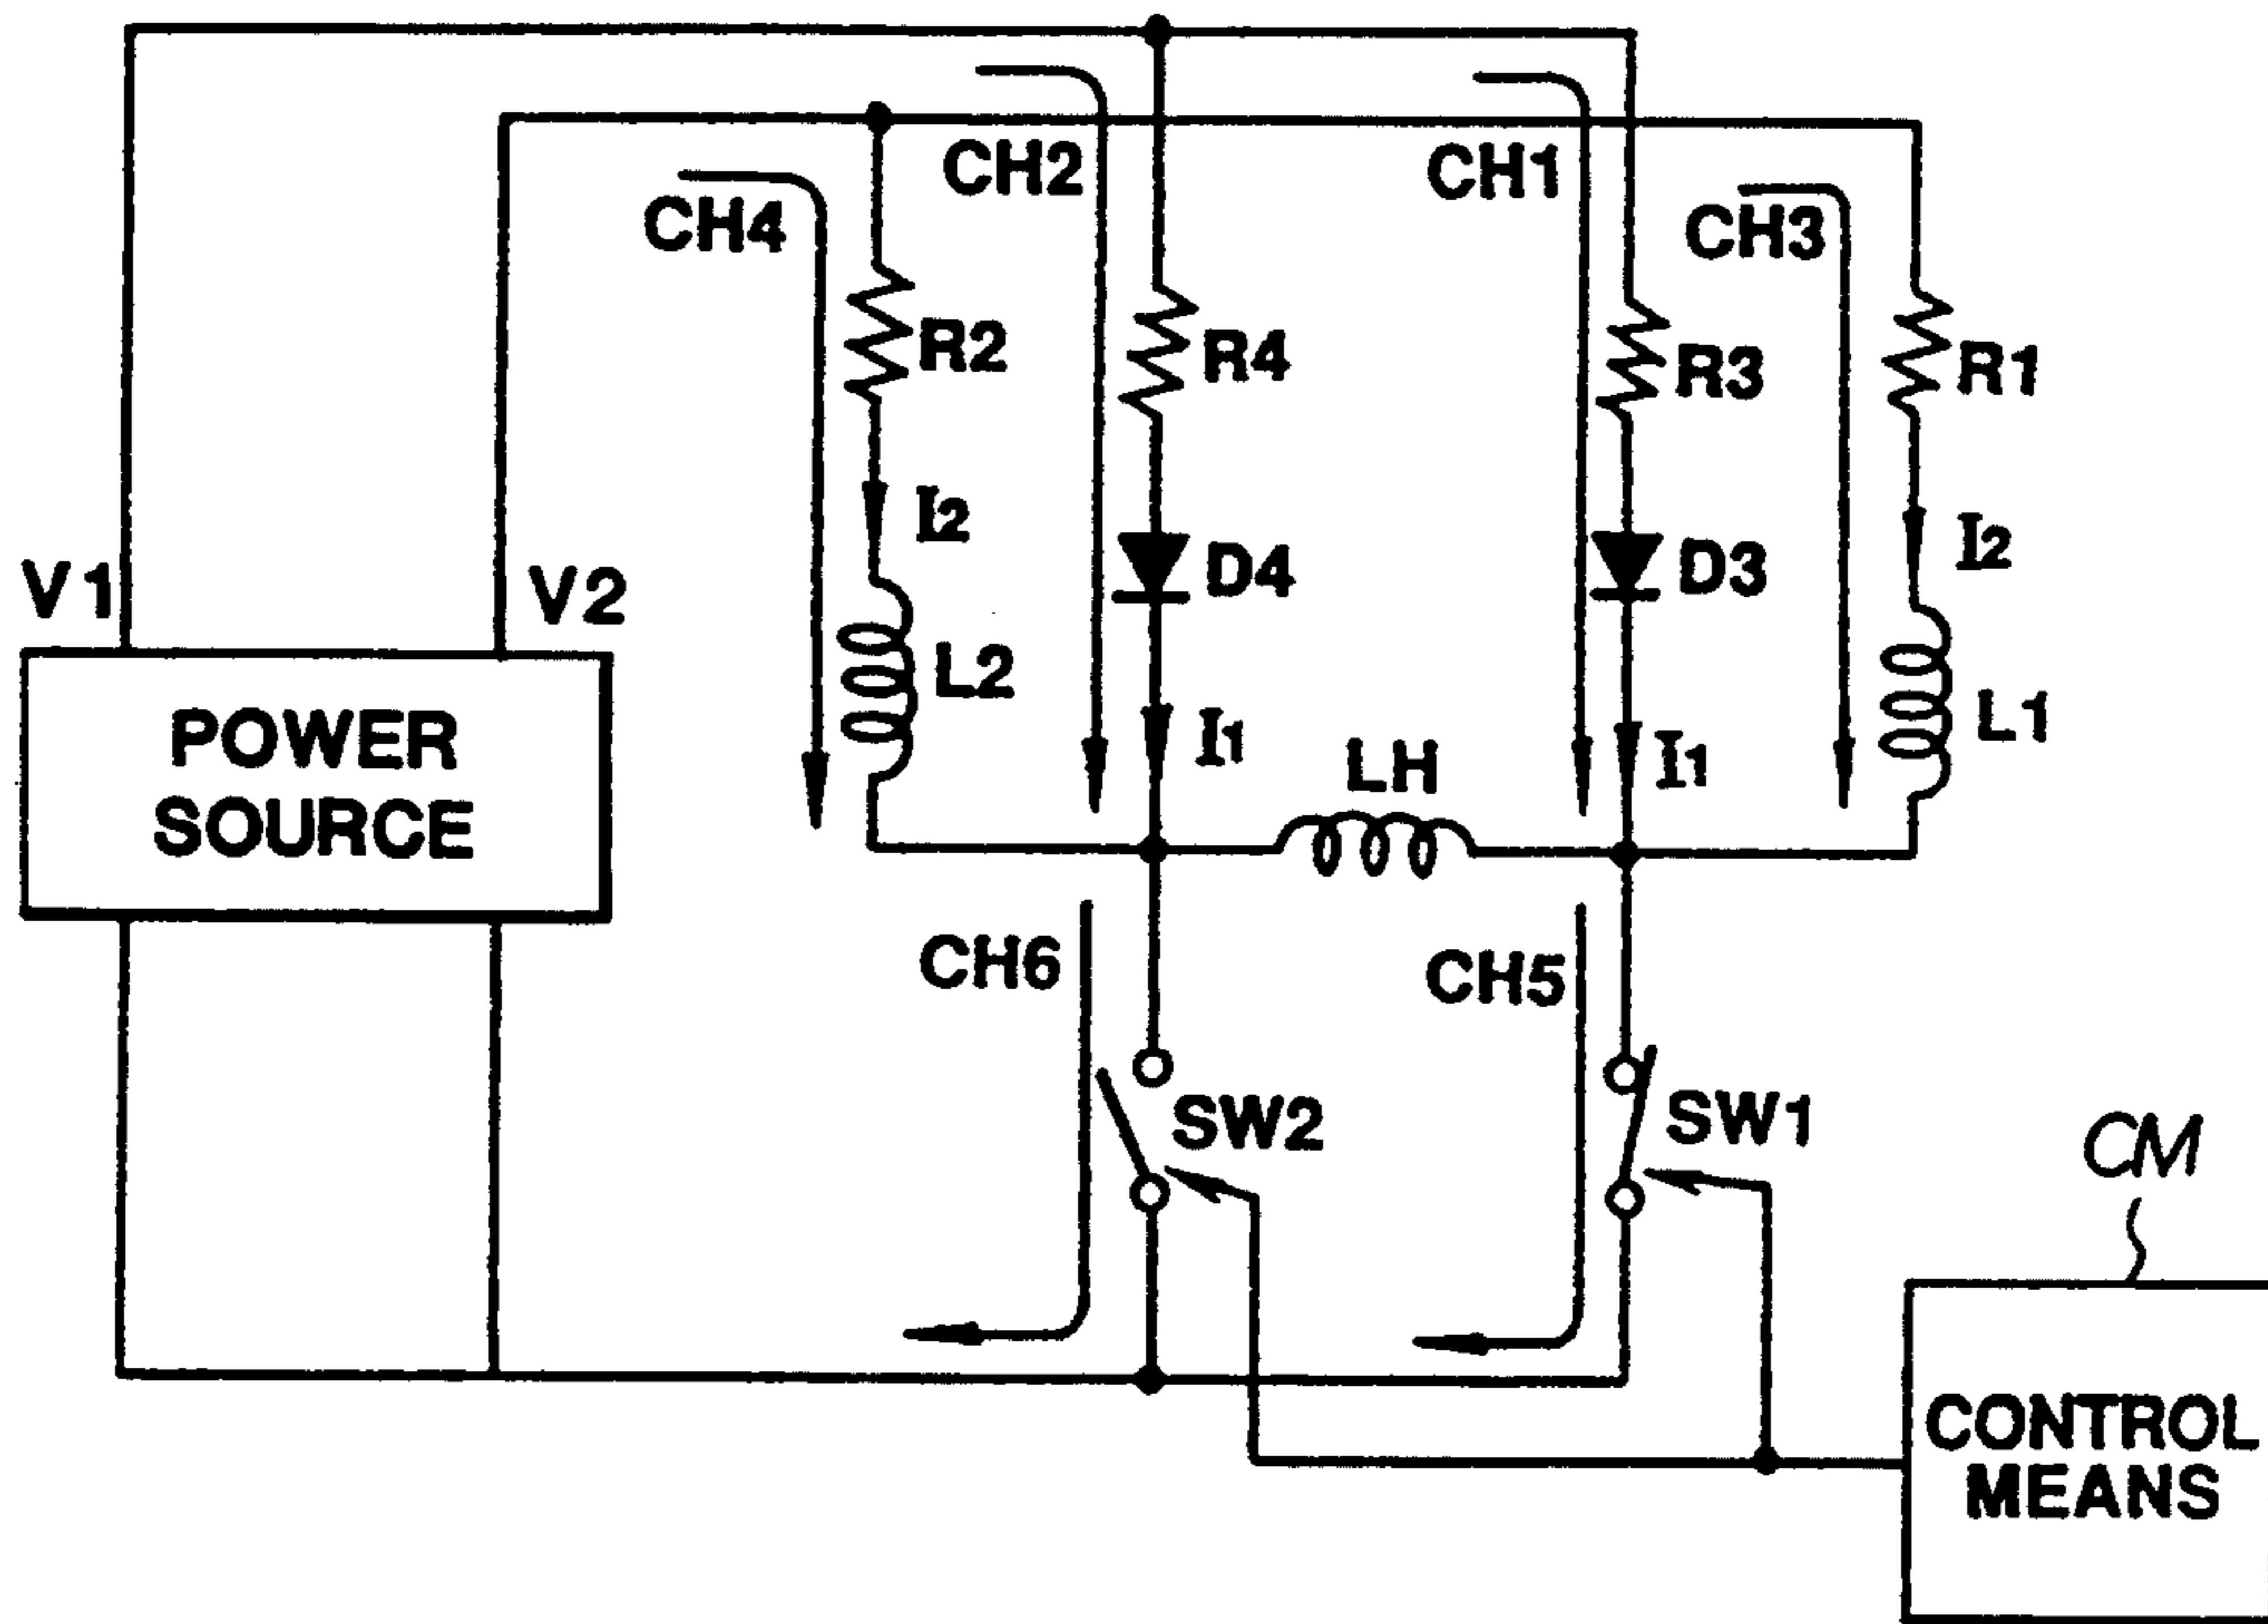 CH2
CH1
CH4
CH3
R2
R4
R3
R1
I2
D4
D3
I2
V1
V2
L2
I1
I1
L1
LH
POWER
SOURCE
CH6
CH5
SW2
SW1
CM
CONTROL
MEANS